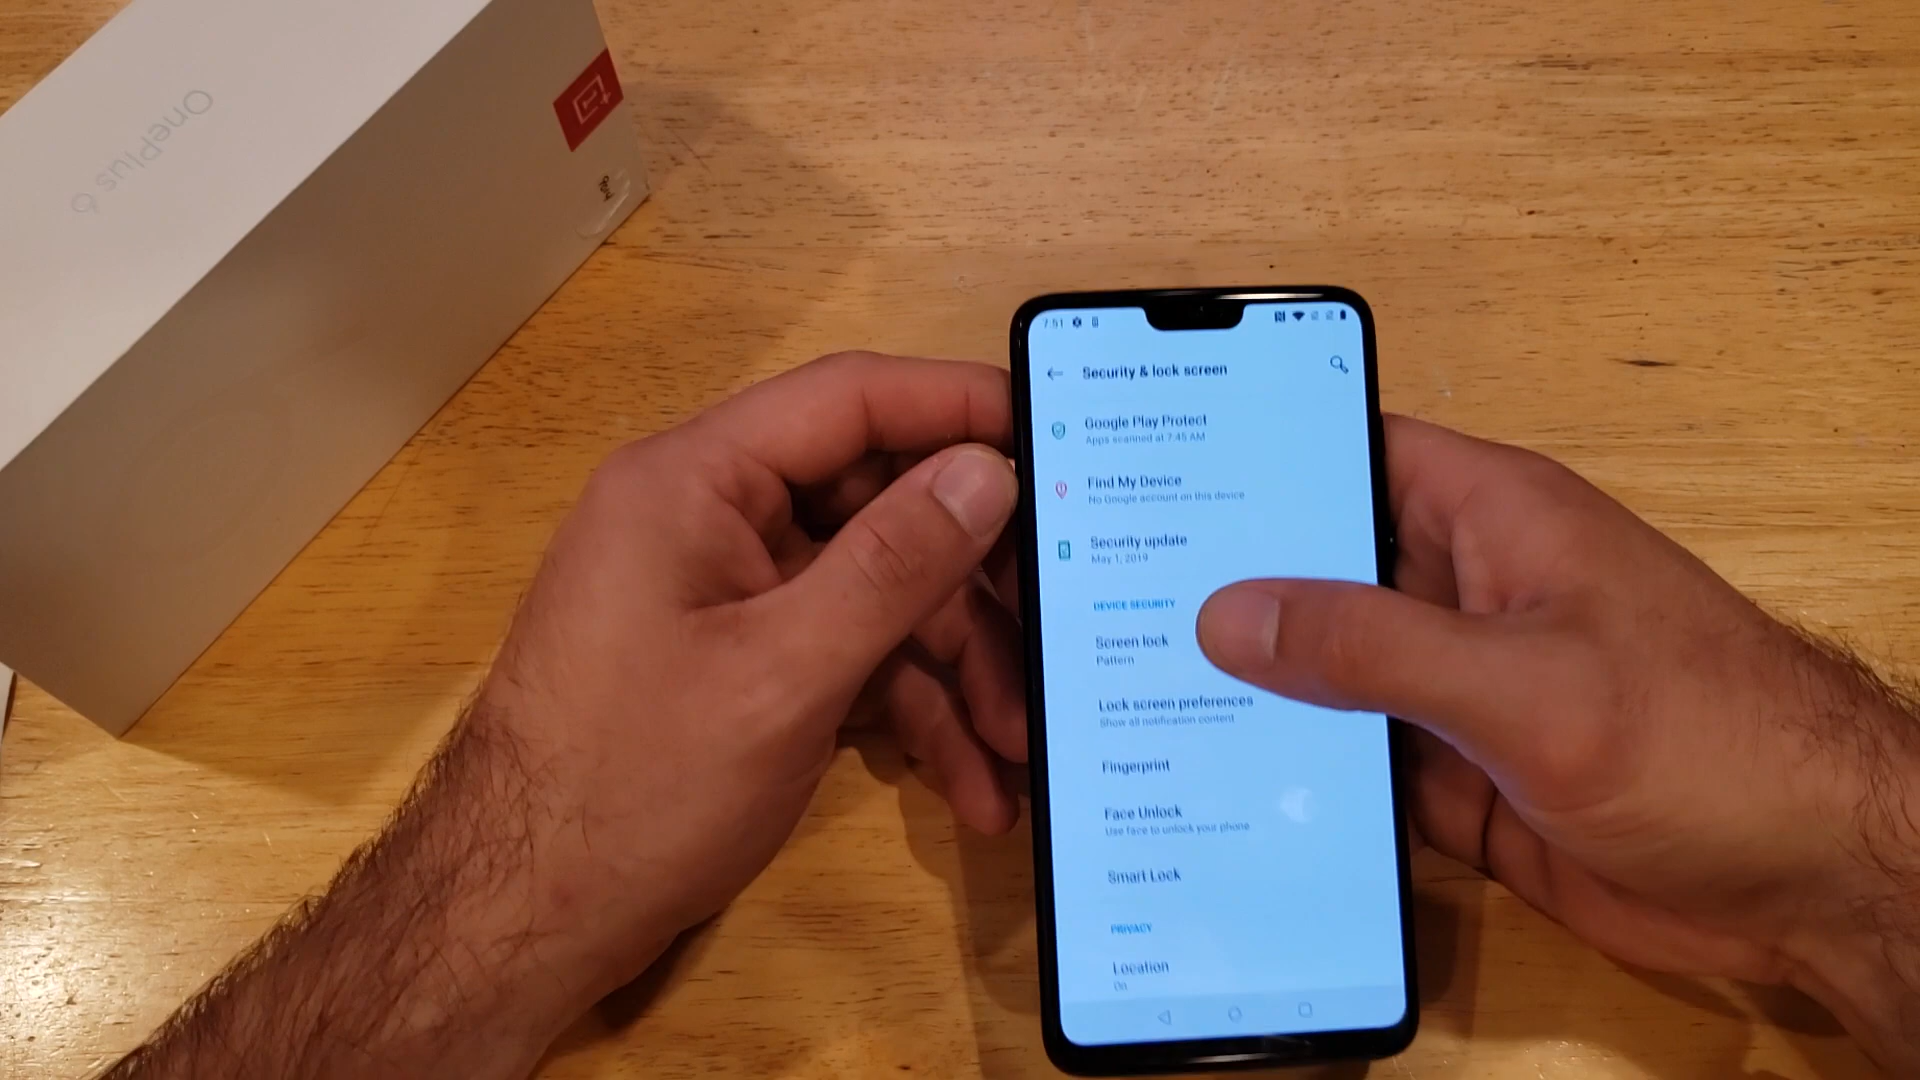 OnePlus 6
7:51
Security & lock screen
Google Play Protect
Apps scanned at 7:45 AM
Find My Device
No Google account on this device
Security update
May 1, 2019
DEVICE SECURITY
Screen lock
Pattern
Lock screen preferences
Show all notification content
Fingerprint
Face Unlock
Use face to unlock your phone
Smart Lock
PRIVACY
Location
On